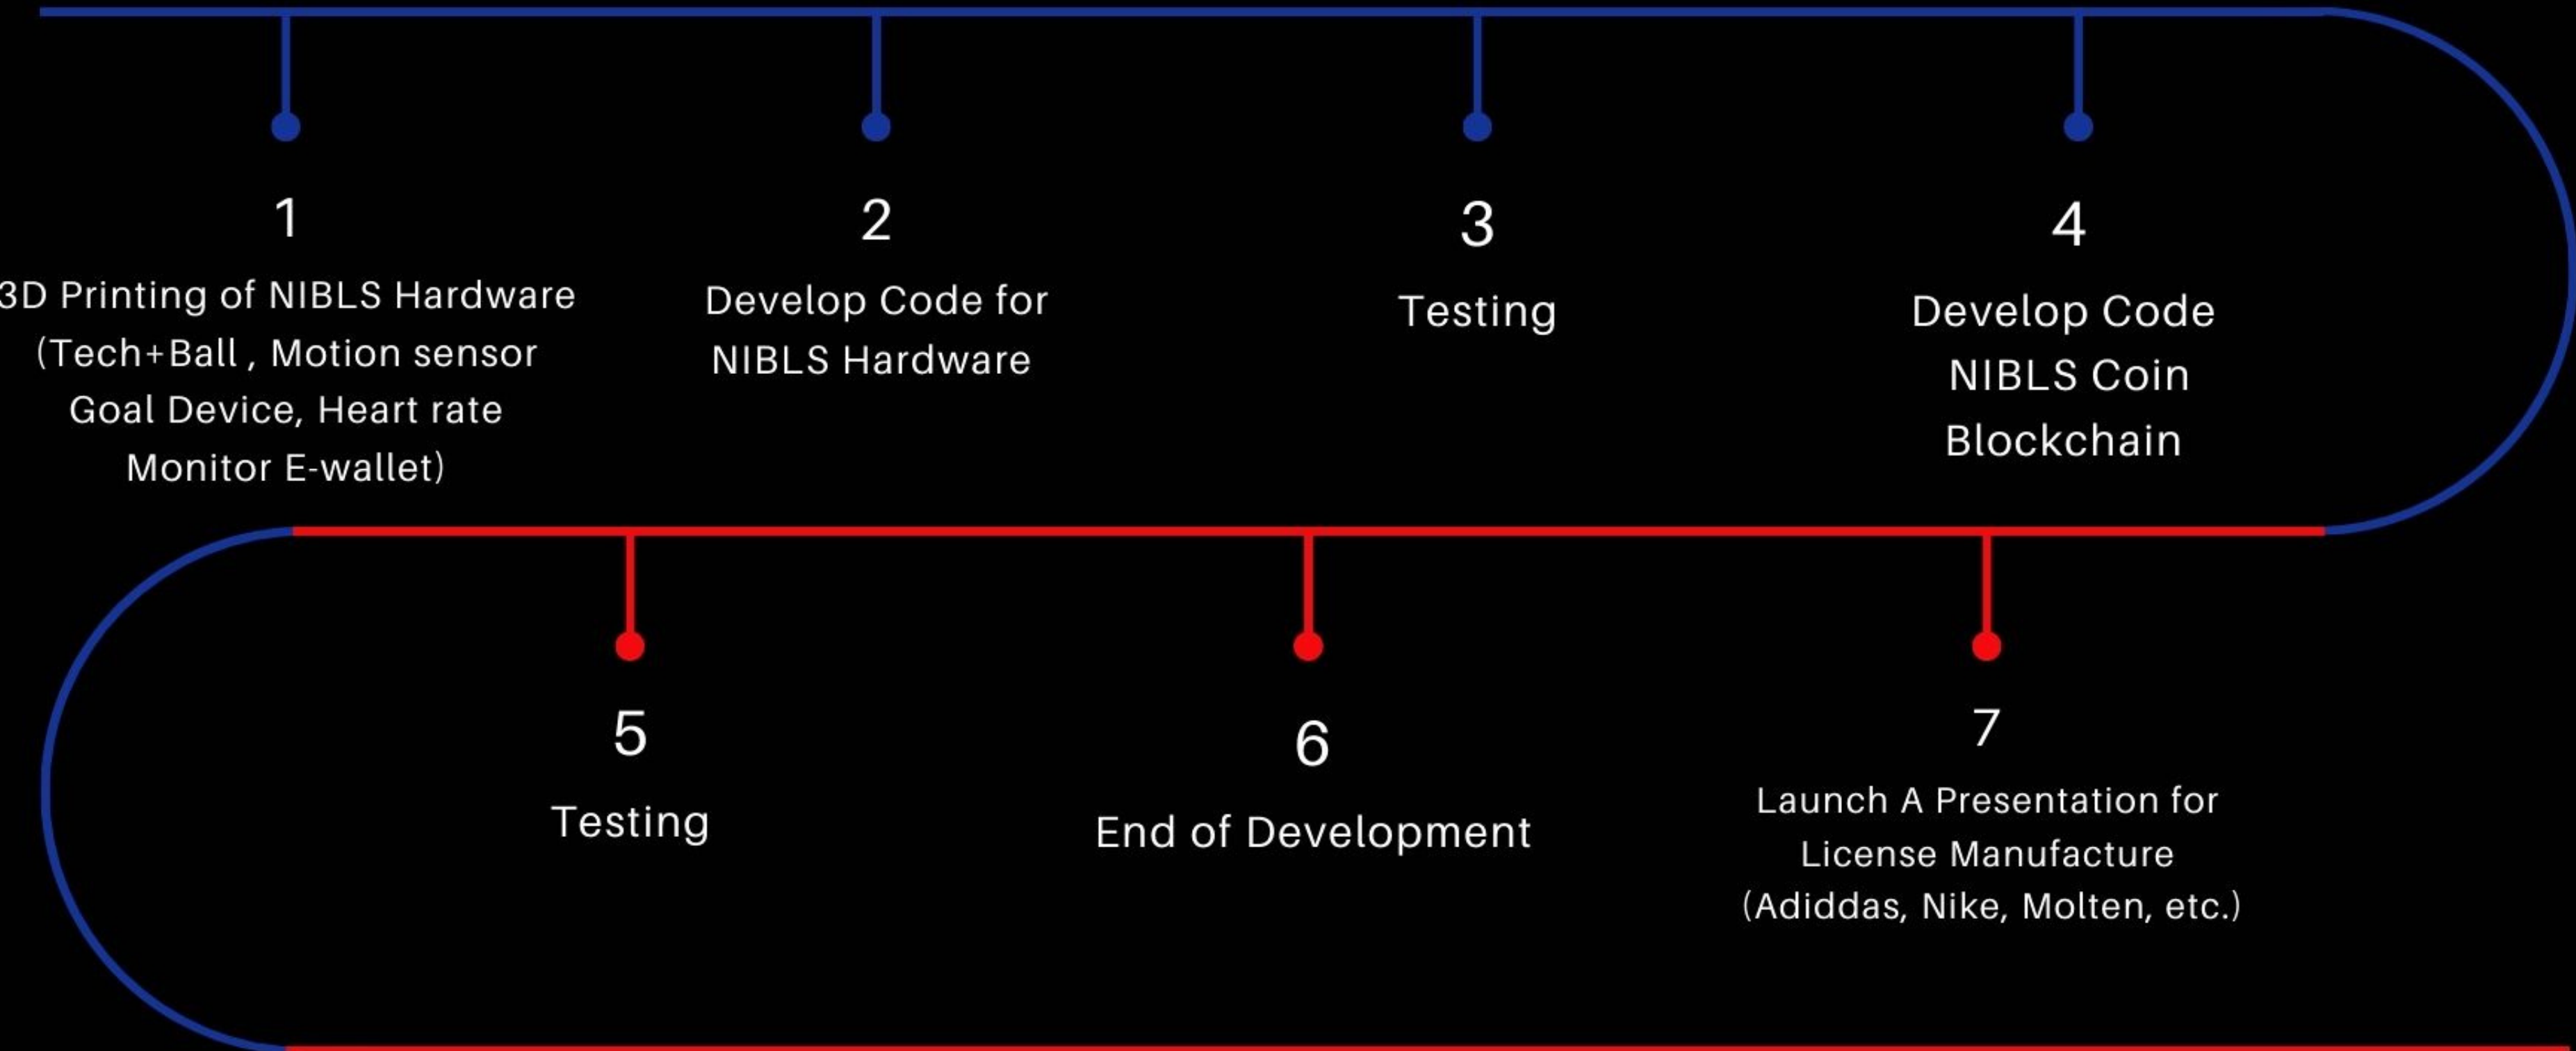 1
3D Printing of NIBLS Hardware
(Tech+Ball , Motion sensor
Goal Device, Heart rate
Monitor E-wallet)
2
Develop Code for
NIBLS Hardware
3
Testing
4
Develop Code
NIBLS Coin
Blockchain
5
Testing
6
End of Development
7
Launch A Presentation for
License Manufacture
(Adiddas, Nike, Molten, etc.)